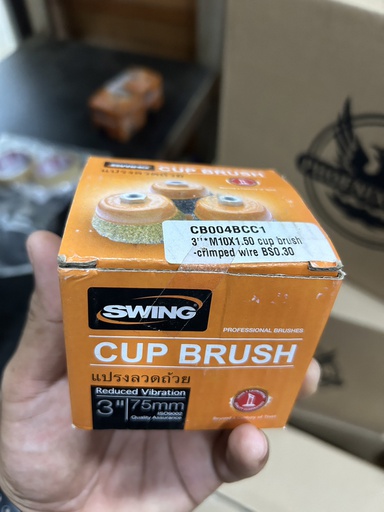 SWING
CUP BRUSH
แปรงลวดถ้วย
CB004BCC1
3"*M10X1.50 cup brush
-crimped wire BS0.30
SWING
PROFESSIONAL BRUSHES
CUP BRUSH
แปรงลวดถ้วย
Reduced Vibration
3" 75mm
ISO9002
Quality Assurance
PHOENIX